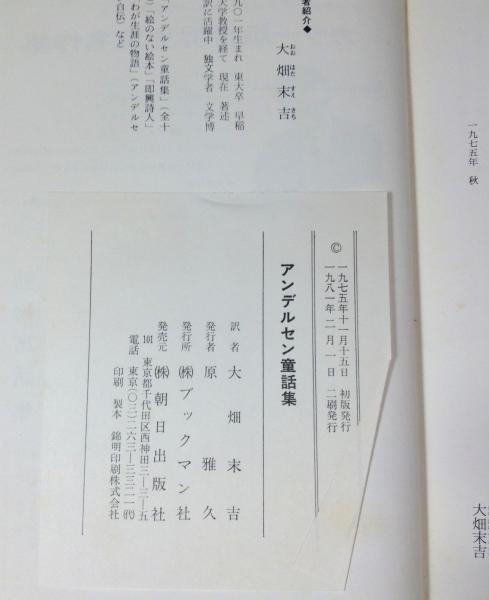 一九七五年 秋
大畑末吉
者紹介◆
おお はた すえ きち
大畑末吉
九〇一年生まれ 東大卒 早稲
大学教授を経て 現在 著述
訳に活躍中 独文学者 文学博
「アンデルセン童話集」(全十
)「絵のない絵本」「即興詩人」
わが生涯の物語」(アンデルセ
自伝)など
© 一九七五年十一月十五日 初版発行
一九八一年二月一日 二刷発行
アンデルセン童話集
訳者 大畑末吉
発行者 原雅久
発行所 ㈱ブックマン社
発売元 ㈱朝日出版社
101 東京都千代田区西神田三―三―五
電話 東京(〇三)二六三―三三二一(代)
印刷 製本 錦明印刷株式会社